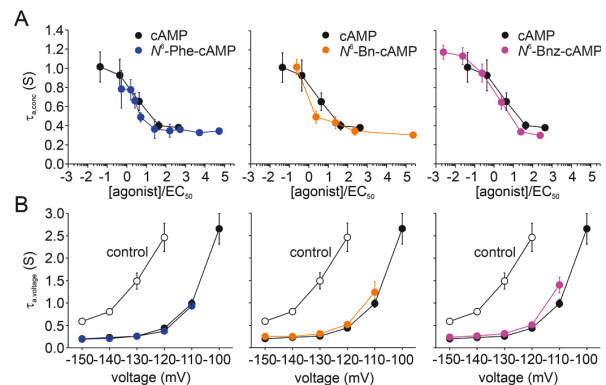 A
cAMP
N⁶-Phe-cAMP
cAMP
N⁶-Bn-cAMP
cAMP
N⁶-Bnz-cAMP
τa,conc (S)
1.4
1.2
1.0
0.8
0.6
0.4
0.2
0.0
-3 -2 -1 0 1 2 3 4 5
-3 -2 -1 0 1 2 3 4 5
-3 -2 -1 0 1 2 3 4 5
[agonist]/EC₅₀
[agonist]/EC₅₀
[agonist]/EC₅₀
B
τa,voltage (S)
3.0
2.5
2.0
1.5
1.0
0.5
0.0
control
control
control
-150-140-130-120-110-100
-150-140-130-120-110-100
-150-140-130-120-110-100
voltage (mV)
voltage (mV)
voltage (mV)